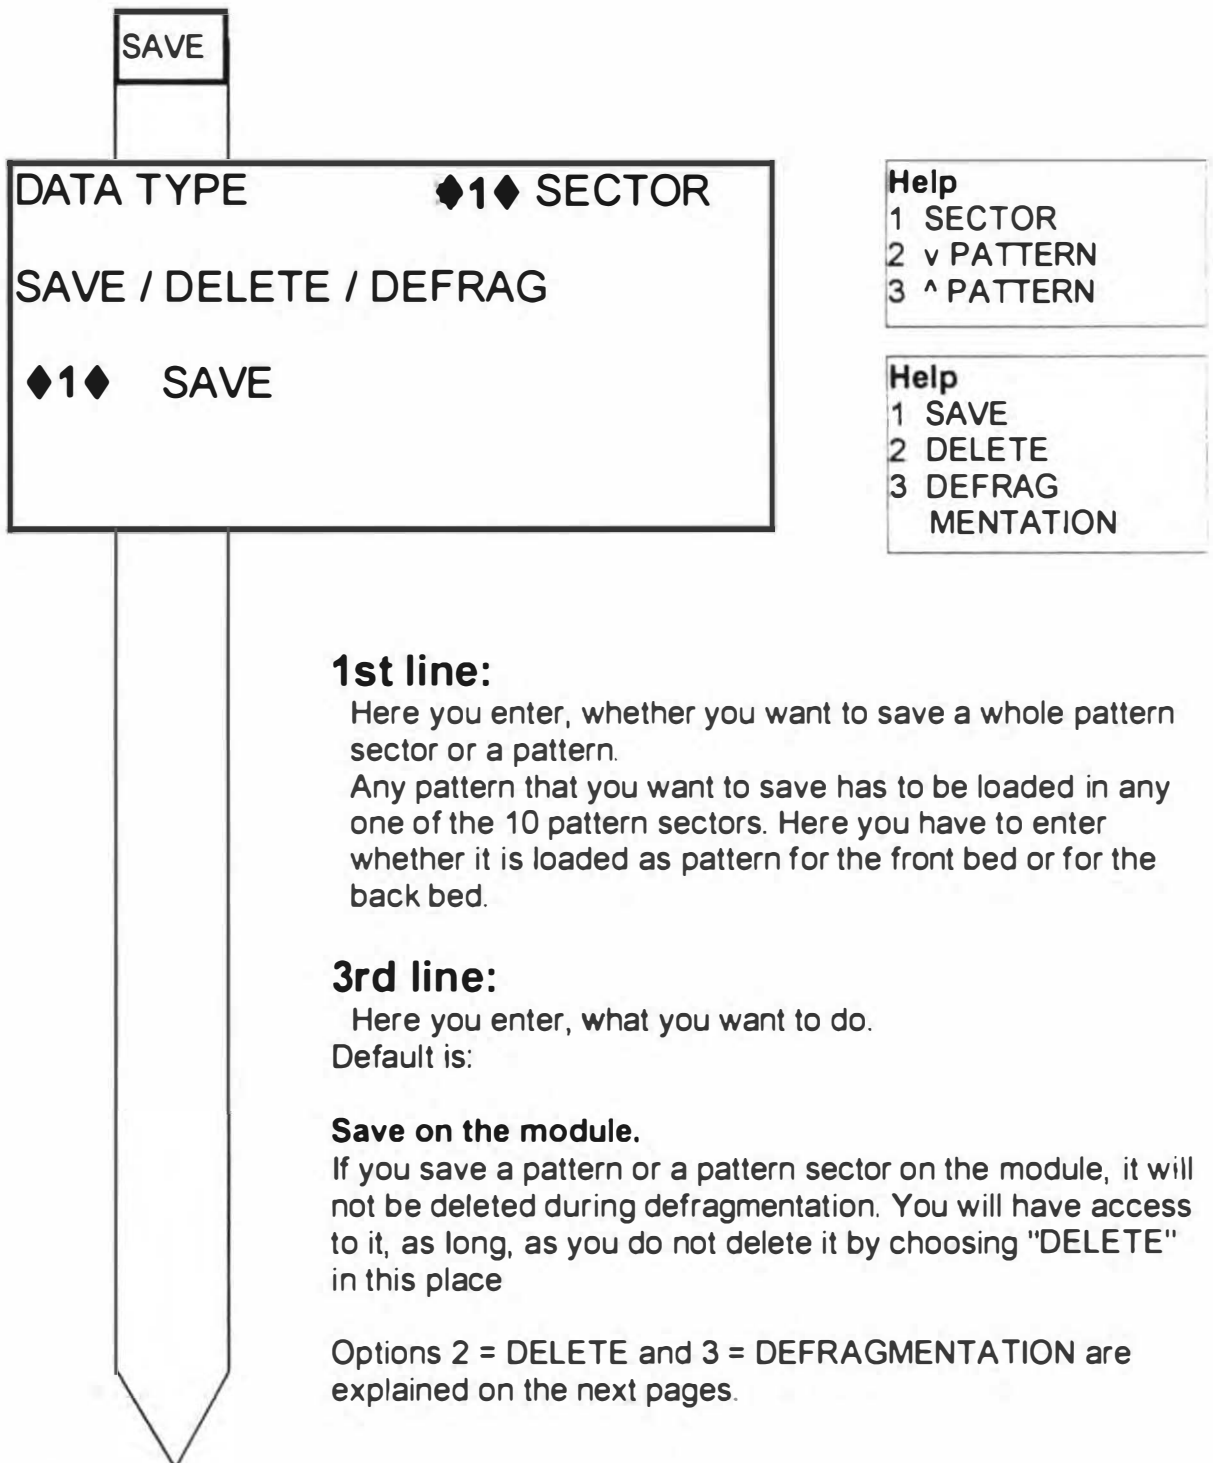 SAVE
DATA TYPE ♦1♦ SECTOR
SAVE / DELETE / DEFRAG
♦1♦ SAVE
Help
1 SECTOR
2 v PATTERN
3 ^ PATTERN
Help
1 SAVE
2 DELETE
3 DEFRAG
MENTATION
1st line:
Here you enter, whether you want to save a whole pattern
sector or a pattern.
Any pattern that you want to save has to be loaded in any
one of the 10 pattern sectors. Here you have to enter
whether it is loaded as pattern for the front bed or for the
back bed.
3rd line:
Here you enter, what you want to do.
Default is:
Save on the module.
If you save a pattern or a pattern sector on the module, it will
not be deleted during defragmentation. You will have access
to it, as long, as you do not delete it by choosing "DELETE"
in this place
Options 2 = DELETE and 3 = DEFRAGMENTATION are
explained on the next pages.